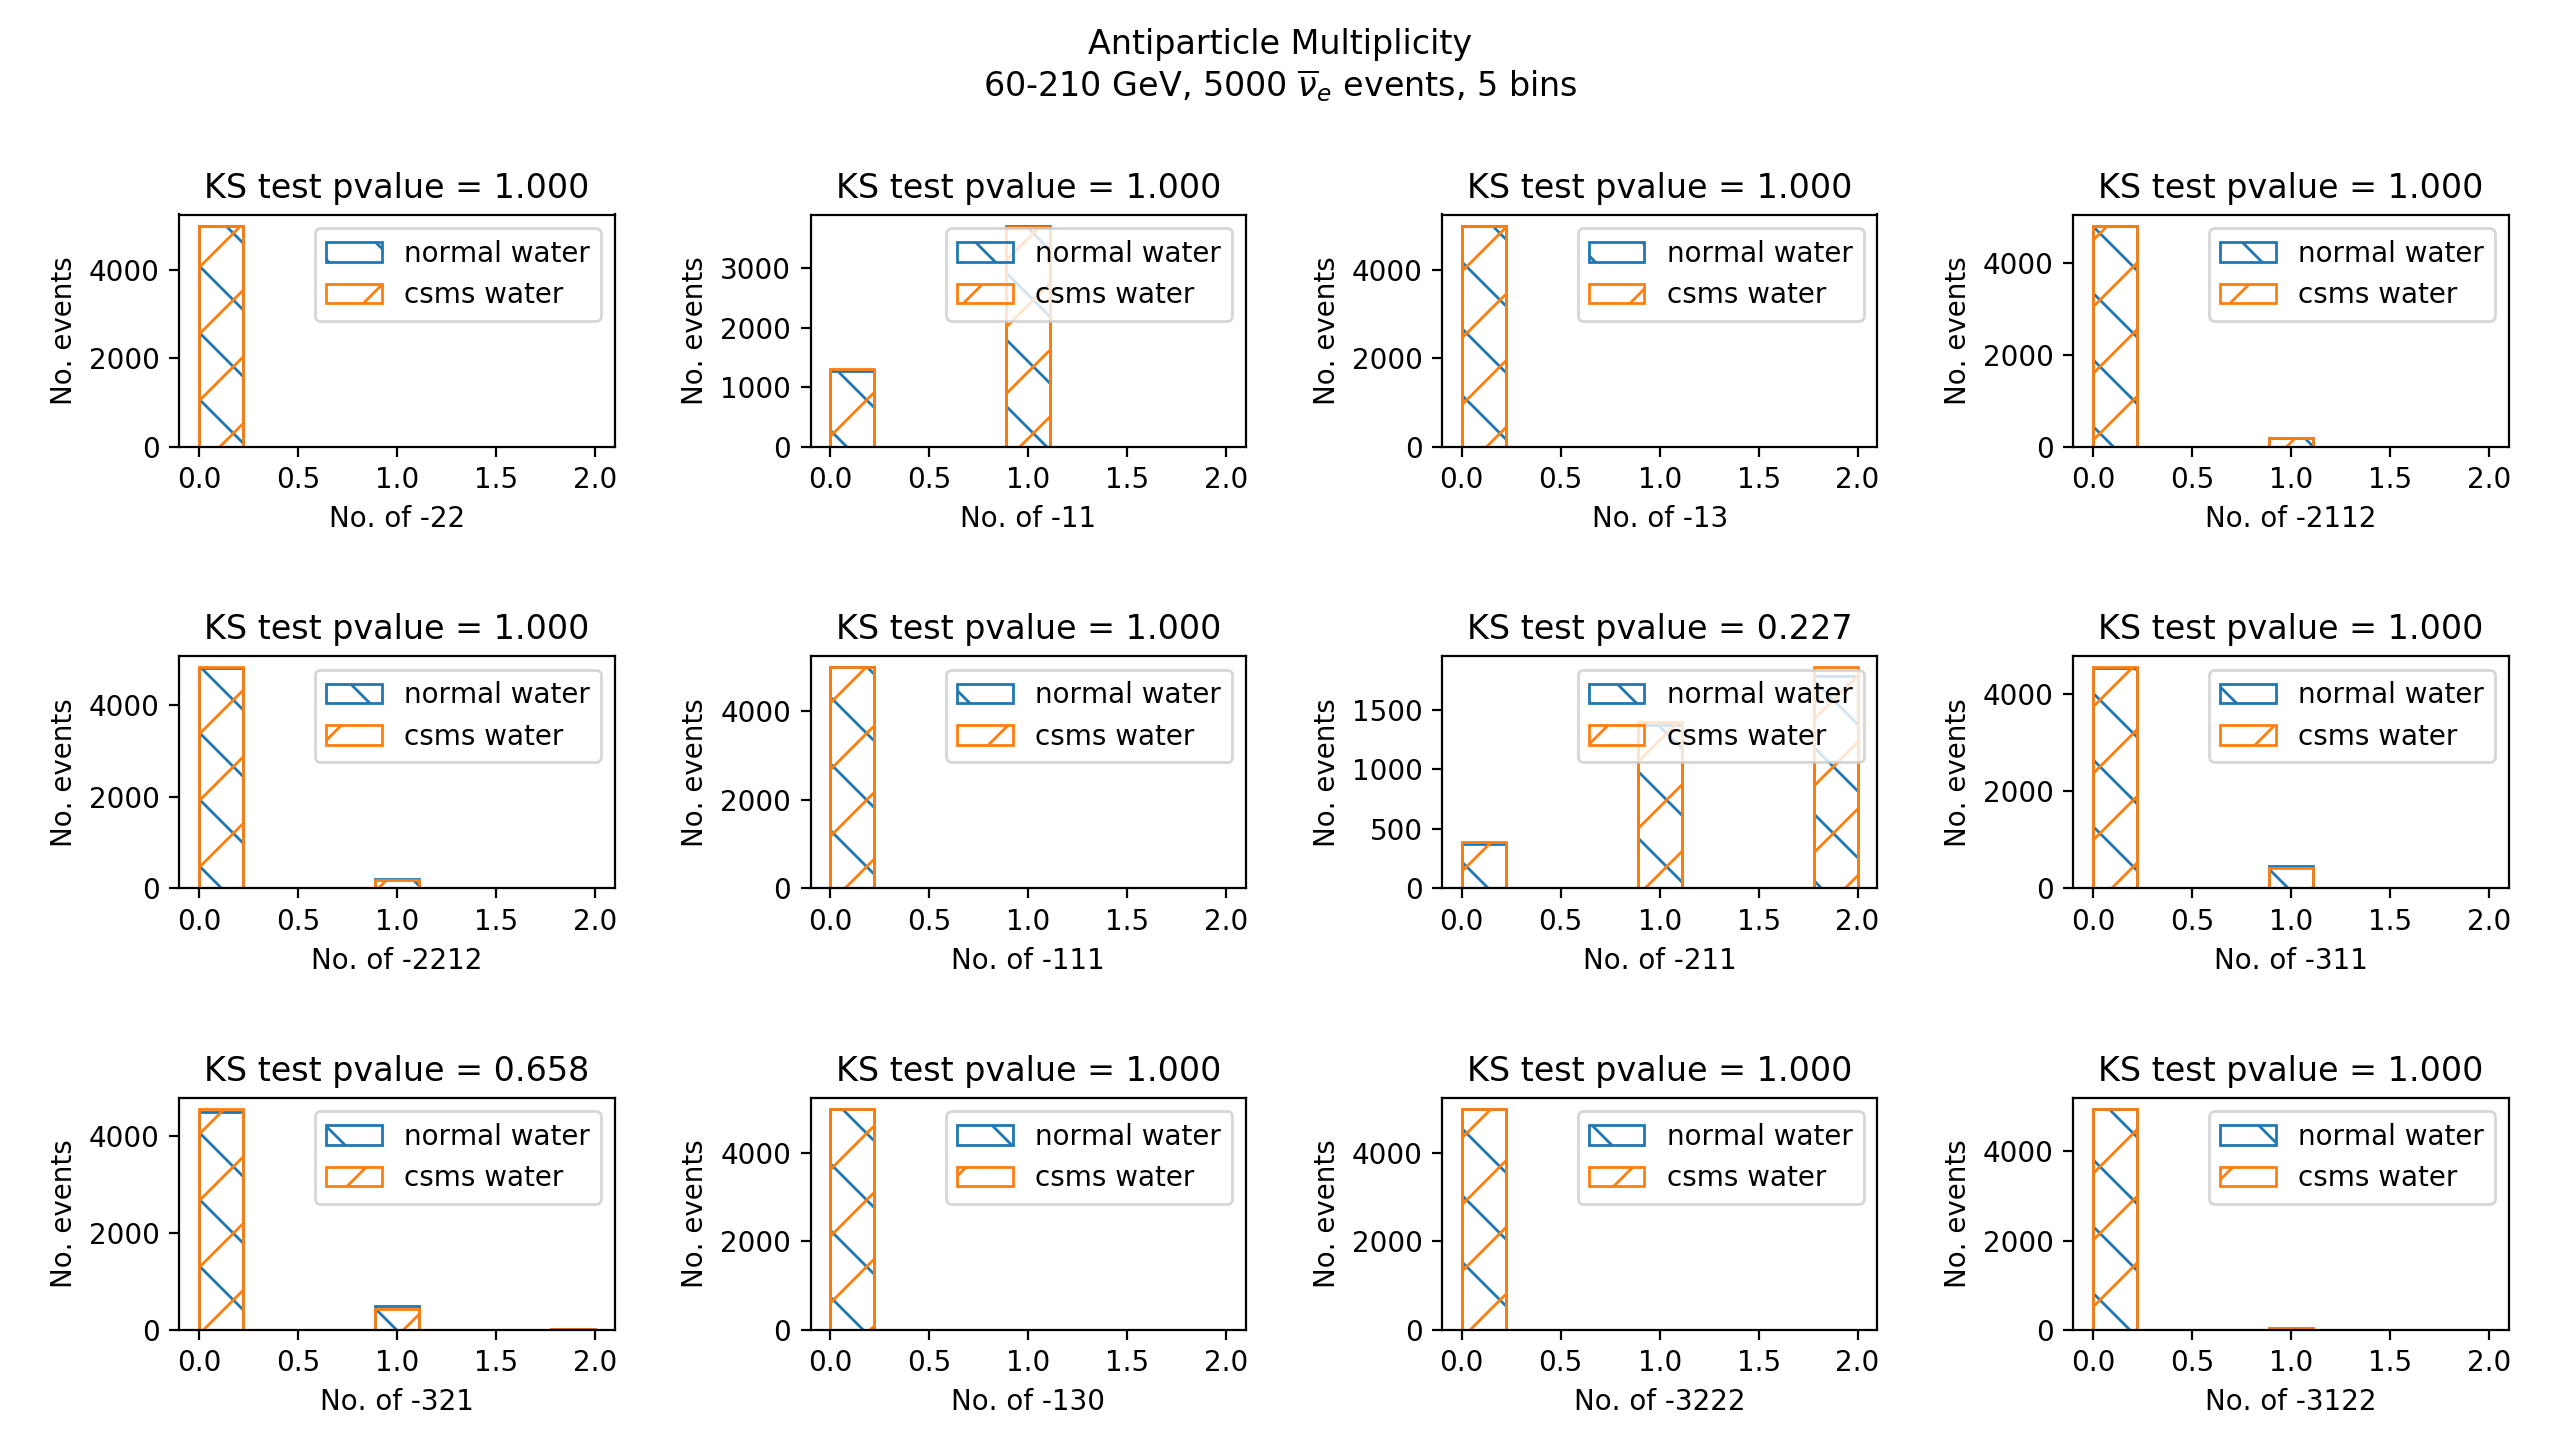 Antiparticle Multiplicity
60-210 GeV, 5000 ν̅ₑ events, 5 bins
KS test pvalue = 1.000
No. events
4000
2000
0
normal water
csms water
0.0 0.5 1.0 1.5 2.0
No. of -22
KS test pvalue = 1.000
No. events
3000
2000
1000
0
normal water
csms water
0.0 0.5 1.0 1.5 2.0
No. of -11
KS test pvalue = 1.000
No. events
4000
2000
0
normal water
csms water
0.0 0.5 1.0 1.5 2.0
No. of -13
KS test pvalue = 1.000
No. events
4000
2000
0
normal water
csms water
0.0 0.5 1.0 1.5 2.0
No. of -2112
KS test pvalue = 1.000
No. events
4000
2000
0
normal water
csms water
0.0 0.5 1.0 1.5 2.0
No. of -2212
KS test pvalue = 1.000
No. events
4000
2000
0
normal water
csms water
0.0 0.5 1.0 1.5 2.0
No. of -111
KS test pvalue = 0.227
No. events
1500
1000
500
0
normal water
csms water
0.0 0.5 1.0 1.5 2.0
No. of -211
KS test pvalue = 1.000
No. events
4000
2000
0
normal water
csms water
0.0 0.5 1.0 1.5 2.0
No. of -311
KS test pvalue = 0.658
No. events
4000
2000
0
normal water
csms water
0.0 0.5 1.0 1.5 2.0
No. of -321
KS test pvalue = 1.000
No. events
4000
2000
0
normal water
csms water
0.0 0.5 1.0 1.5 2.0
No. of -130
KS test pvalue = 1.000
No. events
4000
2000
0
normal water
csms water
0.0 0.5 1.0 1.5 2.0
No. of -3222
KS test pvalue = 1.000
No. events
4000
2000
0
normal water
csms water
0.0 0.5 1.0 1.5 2.0
No. of -3122